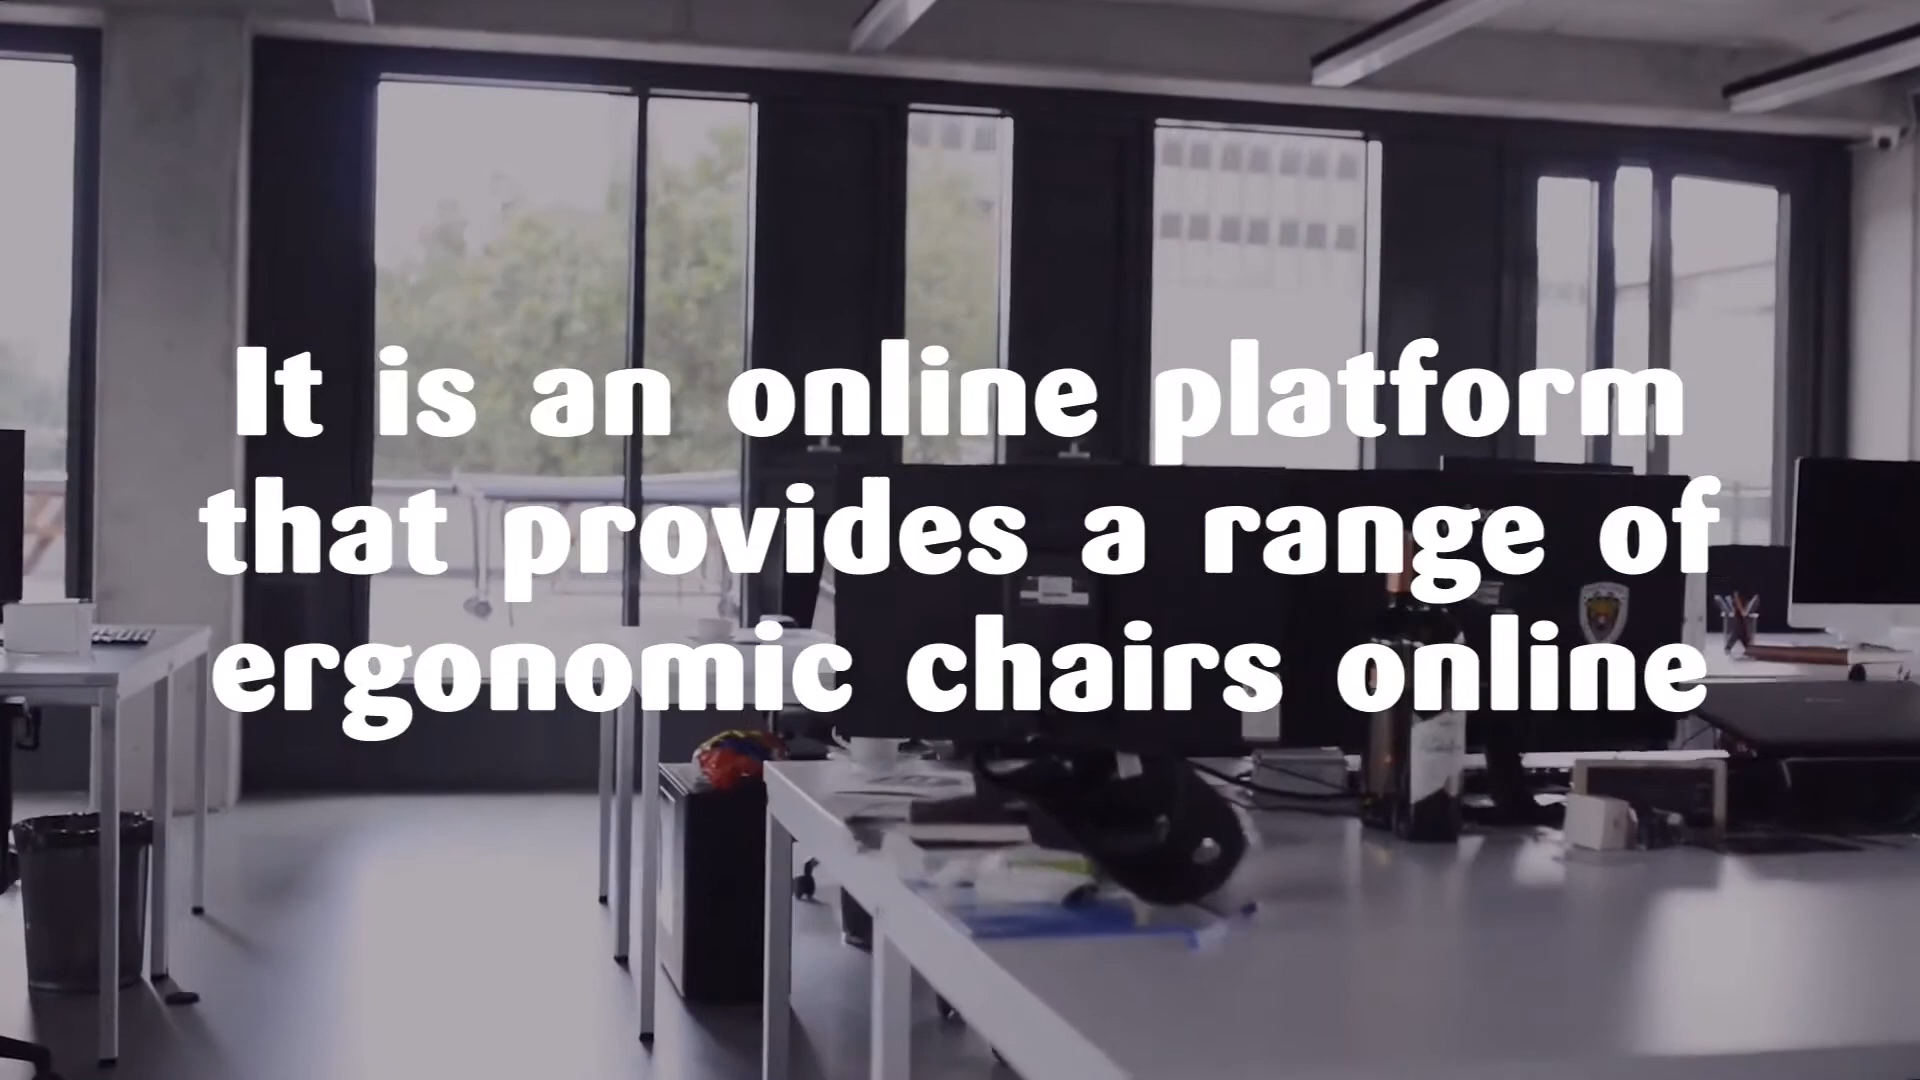 It is an online platform
that provides a range of
ergonomic chairs online